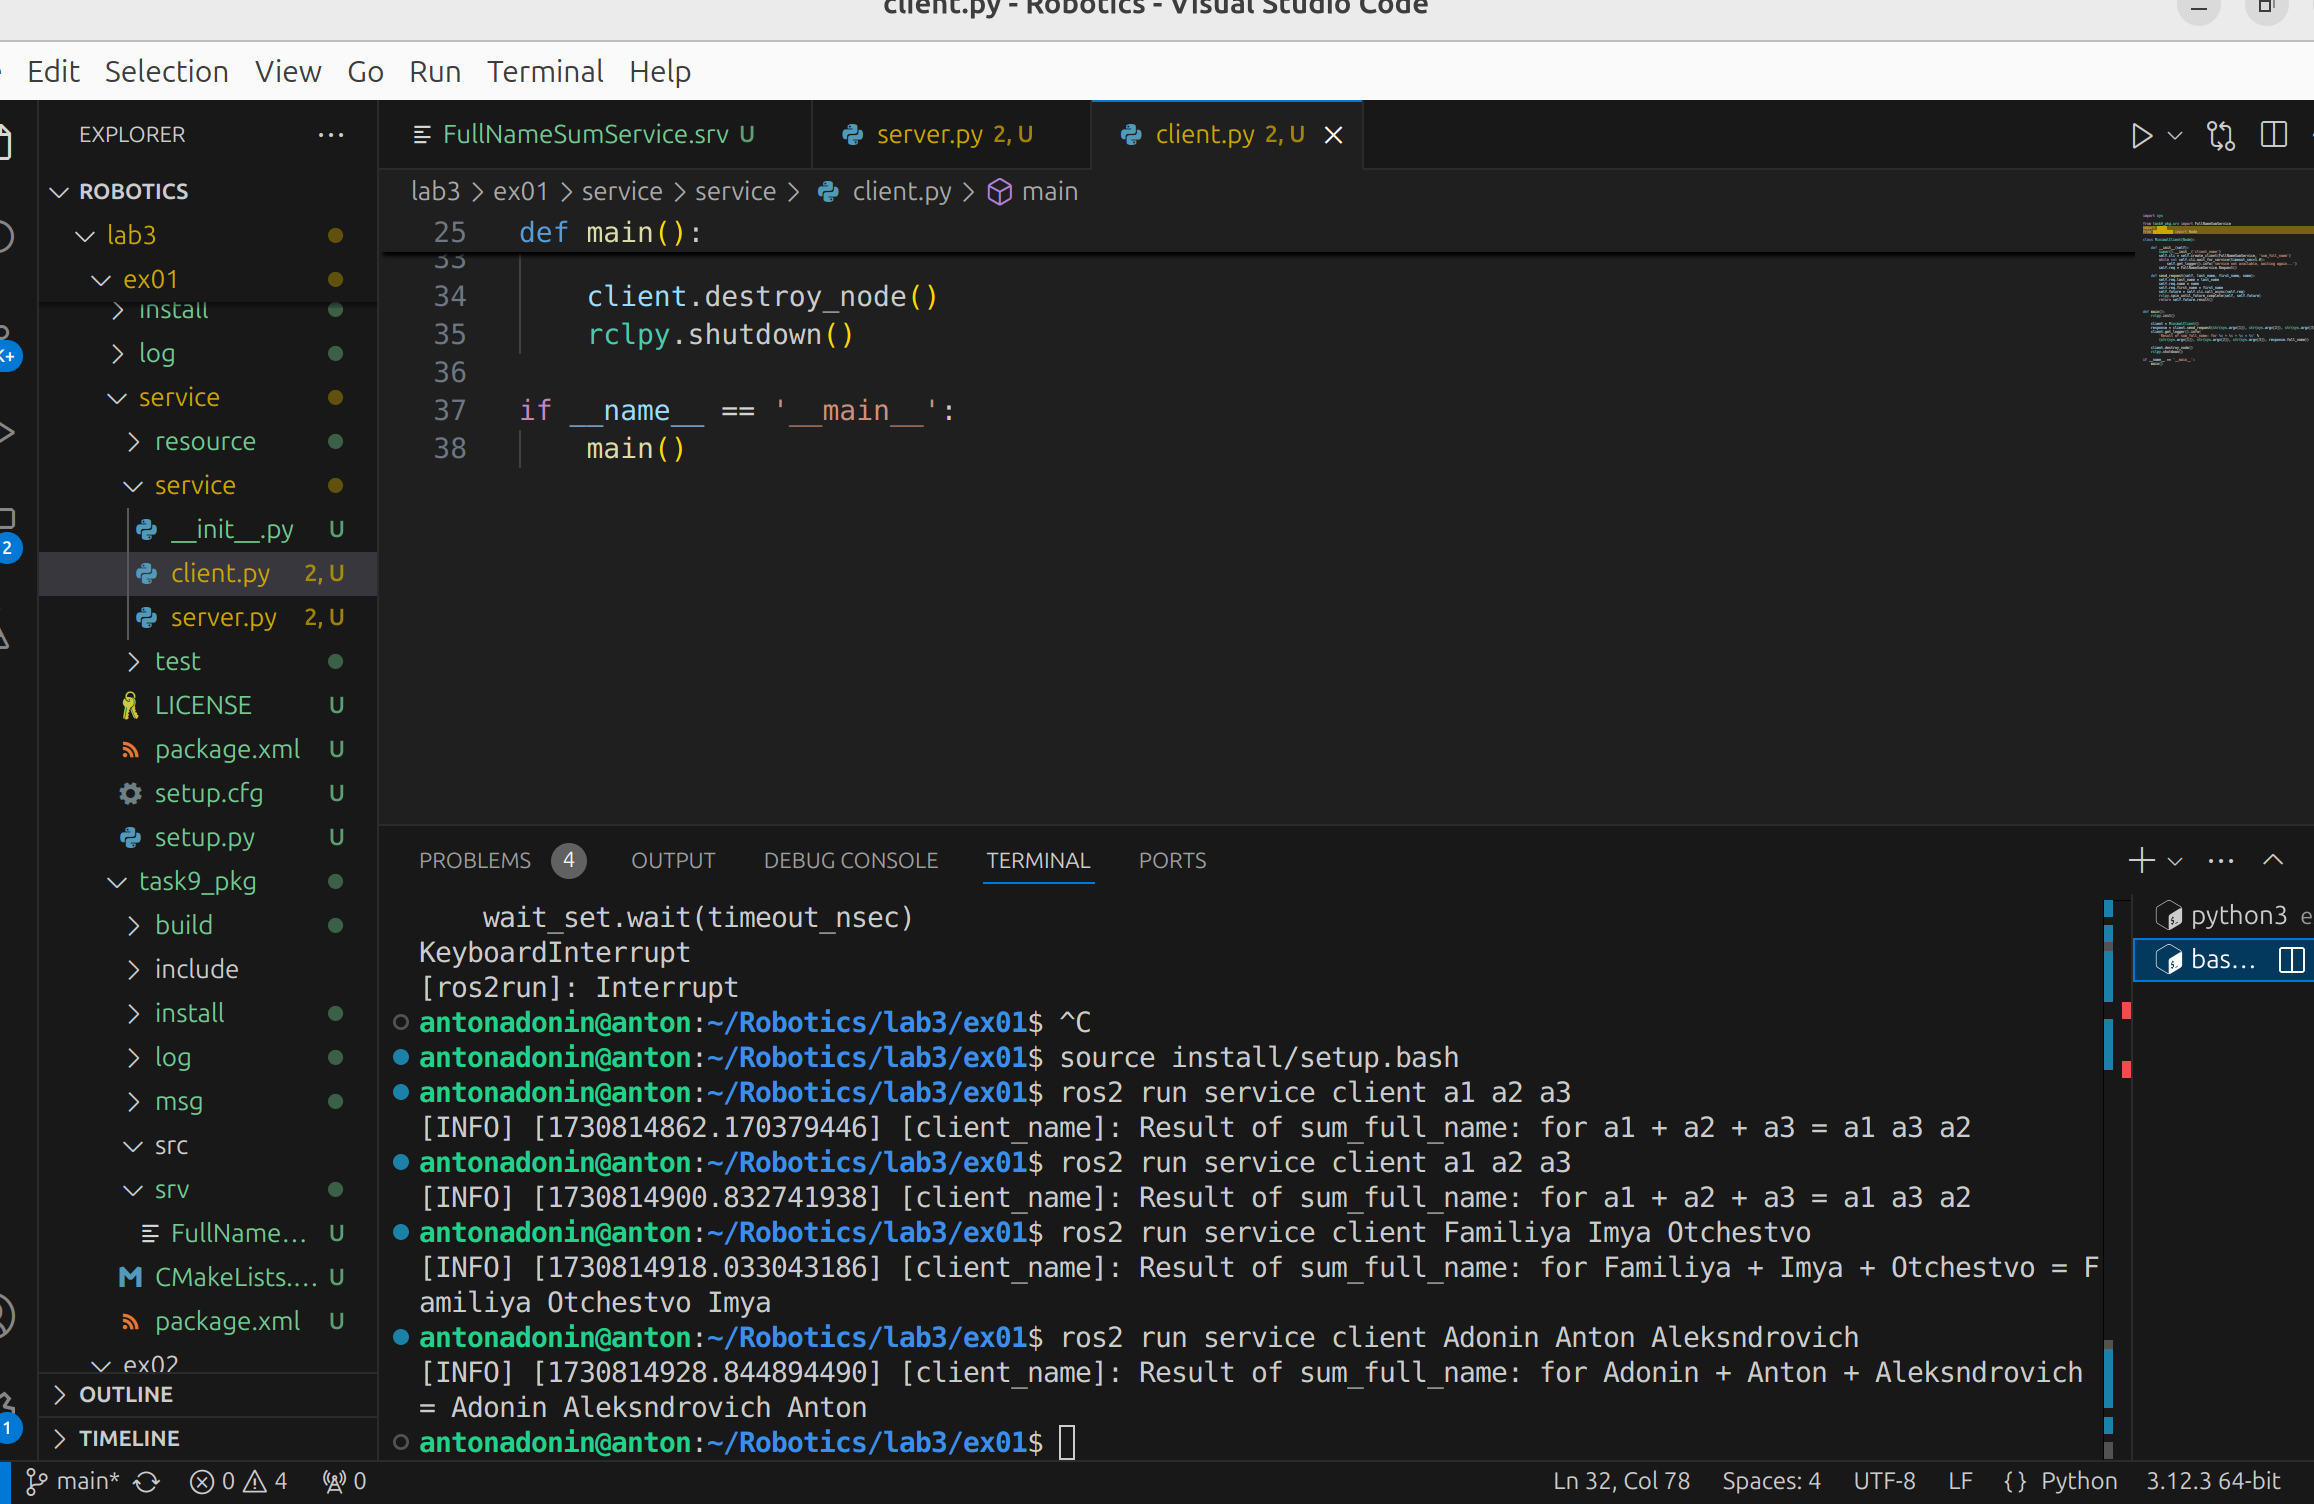 client.py - Robotics - Visual Studio Code
Edit Selection View Go Run Terminal Help
EXPLORER
ROBOTICS
lab3
ex01
install
log
service
resource
service
__init__.py U
client.py 2, U
server.py 2, U
test
LICENSE U
package.xml U
setup.cfg U
setup.py U
task9_pkg
build
include
install
log
msg
src
srv
FullName... U
CMakeLists.... U
package.xml U
ex02
OUTLINE
TIMELINE
FullNameSumService.srv U
server.py 2, U
client.py 2, U
lab3 > ex01 > service > service > client.py > main
25 def main():
33
34 client.destroy_node()
35 rclpy.shutdown()
36
37 if __name__ == '__main__':
38 main()
PROBLEMS 4 OUTPUT DEBUG CONSOLE TERMINAL PORTS
wait_set.wait(timeout_nsec)
KeyboardInterrupt
[ros2run]: Interrupt
antonadonin@anton:~/Robotics/lab3/ex01$ ^C
antonadonin@anton:~/Robotics/lab3/ex01$ source install/setup.bash
antonadonin@anton:~/Robotics/lab3/ex01$ ros2 run service client a1 a2 a3
[INFO] [1730814862.170379446] [client_name]: Result of sum_full_name: for a1 + a2 + a3 = a1 a3 a2
antonadonin@anton:~/Robotics/lab3/ex01$ ros2 run service client a1 a2 a3
[INFO] [1730814900.832741938] [client_name]: Result of sum_full_name: for a1 + a2 + a3 = a1 a3 a2
antonadonin@anton:~/Robotics/lab3/ex01$ ros2 run service client Familiya Imya Otchestvo
[INFO] [1730814918.033043186] [client_name]: Result of sum_full_name: for Familiya + Imya + Otchestvo = F
amiliya Otchestvo Imya
antonadonin@anton:~/Robotics/lab3/ex01$ ros2 run service client Adonin Anton Aleksndrovich
[INFO] [1730814928.844894490] [client_name]: Result of sum_full_name: for Adonin + Anton + Aleksndrovich
= Adonin Aleksndrovich Anton
antonadonin@anton:~/Robotics/lab3/ex01$
python3 e
bas...
K+
2
1
main* 0 4 0
Ln 32, Col 78 Spaces: 4 UTF-8 LF {} Python 3.12.3 64-bit